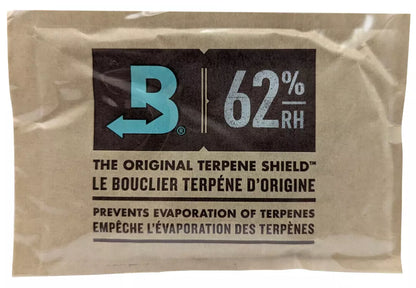 B® 62%
RH
THE ORIGINAL TERPENE SHIELD™
LE BOUCLIER TERPÉNE D'ORIGINE
PREVENTS EVAPORATION OF TERPENES
EMPÊCHE L'ÉVAPORATION DES TERPÈNES